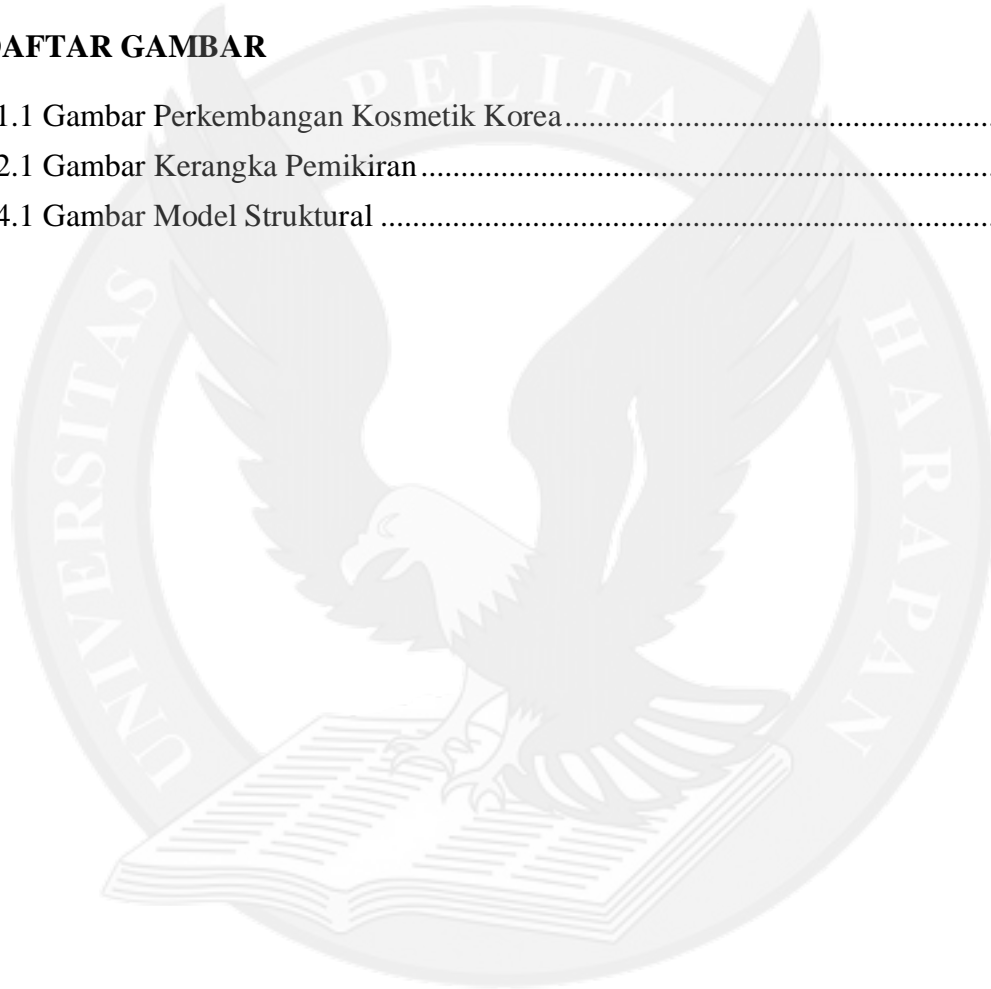 DAFTAR GAMBAR
1.1 Gambar Perkembangan Kosmetik Korea.....................................................
2.1 Gambar Kerangka Pemikiran.......................................................................
4.1 Gambar Model Struktural ............................................................................
UNIVERSITAS PELITA HARAPAN